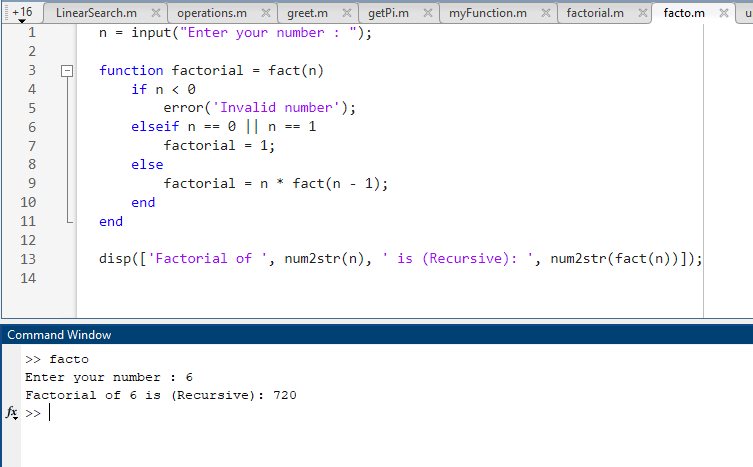 +16 LinearSearch.m × operations.m × greet.m × getPi.m × myFunction.m × factorial.m × facto.m × u
1 n = input("Enter your number : ");
2
3 function factorial = fact(n)
4 if n < 0
5 error('Invalid number');
6 elseif n == 0 || n == 1
7 factorial = 1;
8 else
9 factorial = n * fact(n - 1);
10 end
11 end
12
13 disp(['Factorial of ', num2str(n), ' is (Recursive): ', num2str(fact(n))]);
14
Command Window
>> facto
Enter your number : 6
Factorial of 6 is (Recursive): 720
fx >>